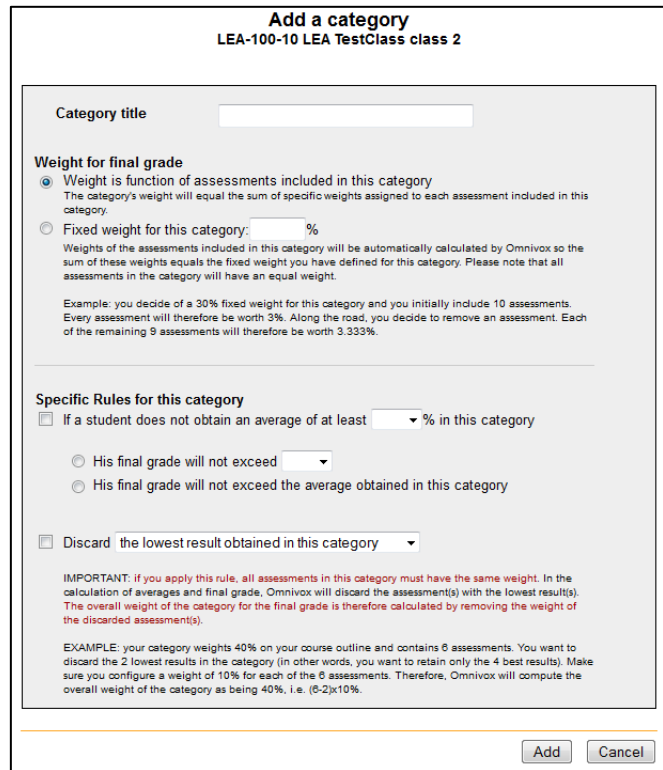 Add a category
LEA-100-10 LEA TestClass class 2
Category title
Weight for final grade
Weight is function of assessments included in this category
The category's weight will equal the sum of specific weights assigned to each assessment included in this
category.
Fixed weight for this category: %
Weights of the assessments included in this category will be automatically calculated by Omnivox so the
sum of these weights equals the fixed weight you have defined for this category. Please note that all
assessments in the category will have an equal weight.
Example: you decide of a 30% fixed weight for this category and you initially include 10 assessments.
Every assessment will therefore be worth 3%. Along the road, you decide to remove an assessment. Each
of the remaining 9 assessments will therefore be worth 3.333%.
Specific Rules for this category
If a student does not obtain an average of at least % in this category
His final grade will not exceed
His final grade will not exceed the average obtained in this category
Discard the lowest result obtained in this category
IMPORTANT: if you apply this rule, all assessments in this category must have the same weight. In the
calculation of averages and final grade, Omnivox will discard the assessment(s) with the lowest result(s).
The overall weight of the category for the final grade is therefore calculated by removing the weight of
the discarded assessment(s).
EXAMPLE: your category weights 40% on your course outline and contains 6 assessments. You want to
discard the 2 lowest results in the category (in other words, you want to retain only the 4 best results). Make
sure you configure a weight of 10% for each of the 6 assessments. Therefore, Omnivox will compute the
overall weight of the category as being 40%, i.e. (6-2)x10%.
Add Cancel